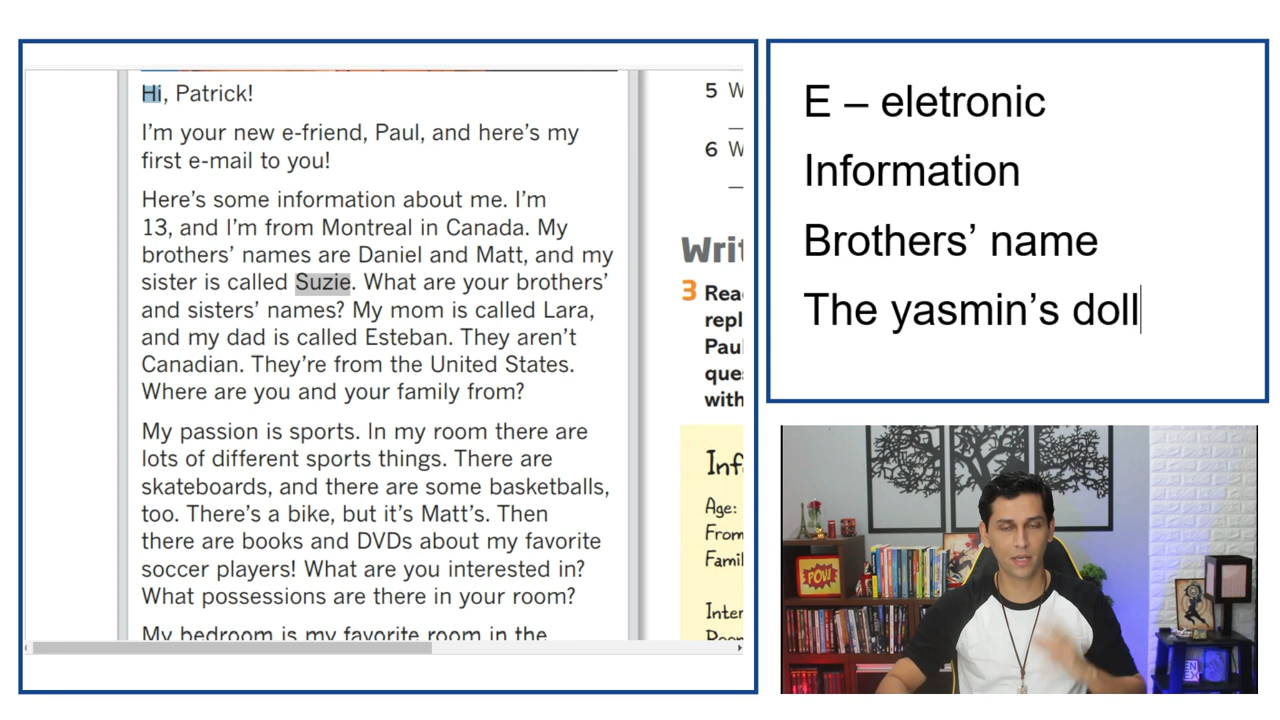 Hi, Patrick!
I'm your new e-friend, Paul, and here's my
first e-mail to you!
Here's some information about me. I'm
13, and I'm from Montreal in Canada. My
brothers' names are Daniel and Matt, and my
sister is called Suzie. What are your brothers'
and sisters' names? My mom is called Lara,
and my dad is called Esteban. They aren't
Canadian. They're from the United States.
Where are you and your family from?
My passion is sports. In my room there are
lots of different sports things. There are
skateboards, and there are some basketballs,
too. There's a bike, but it's Matt's. Then
there are books and DVDs about my favorite
soccer players! What are you interested in?
What possessions are there in your room?
My bedroom is my favorite room in the
5 W
6 W
Writ
3 Rea
repl
Paul
que
with
Inf
Age:
From
Famil
Inter
E – eletronic
Information
Brothers' name
The yasmin's doll
POW